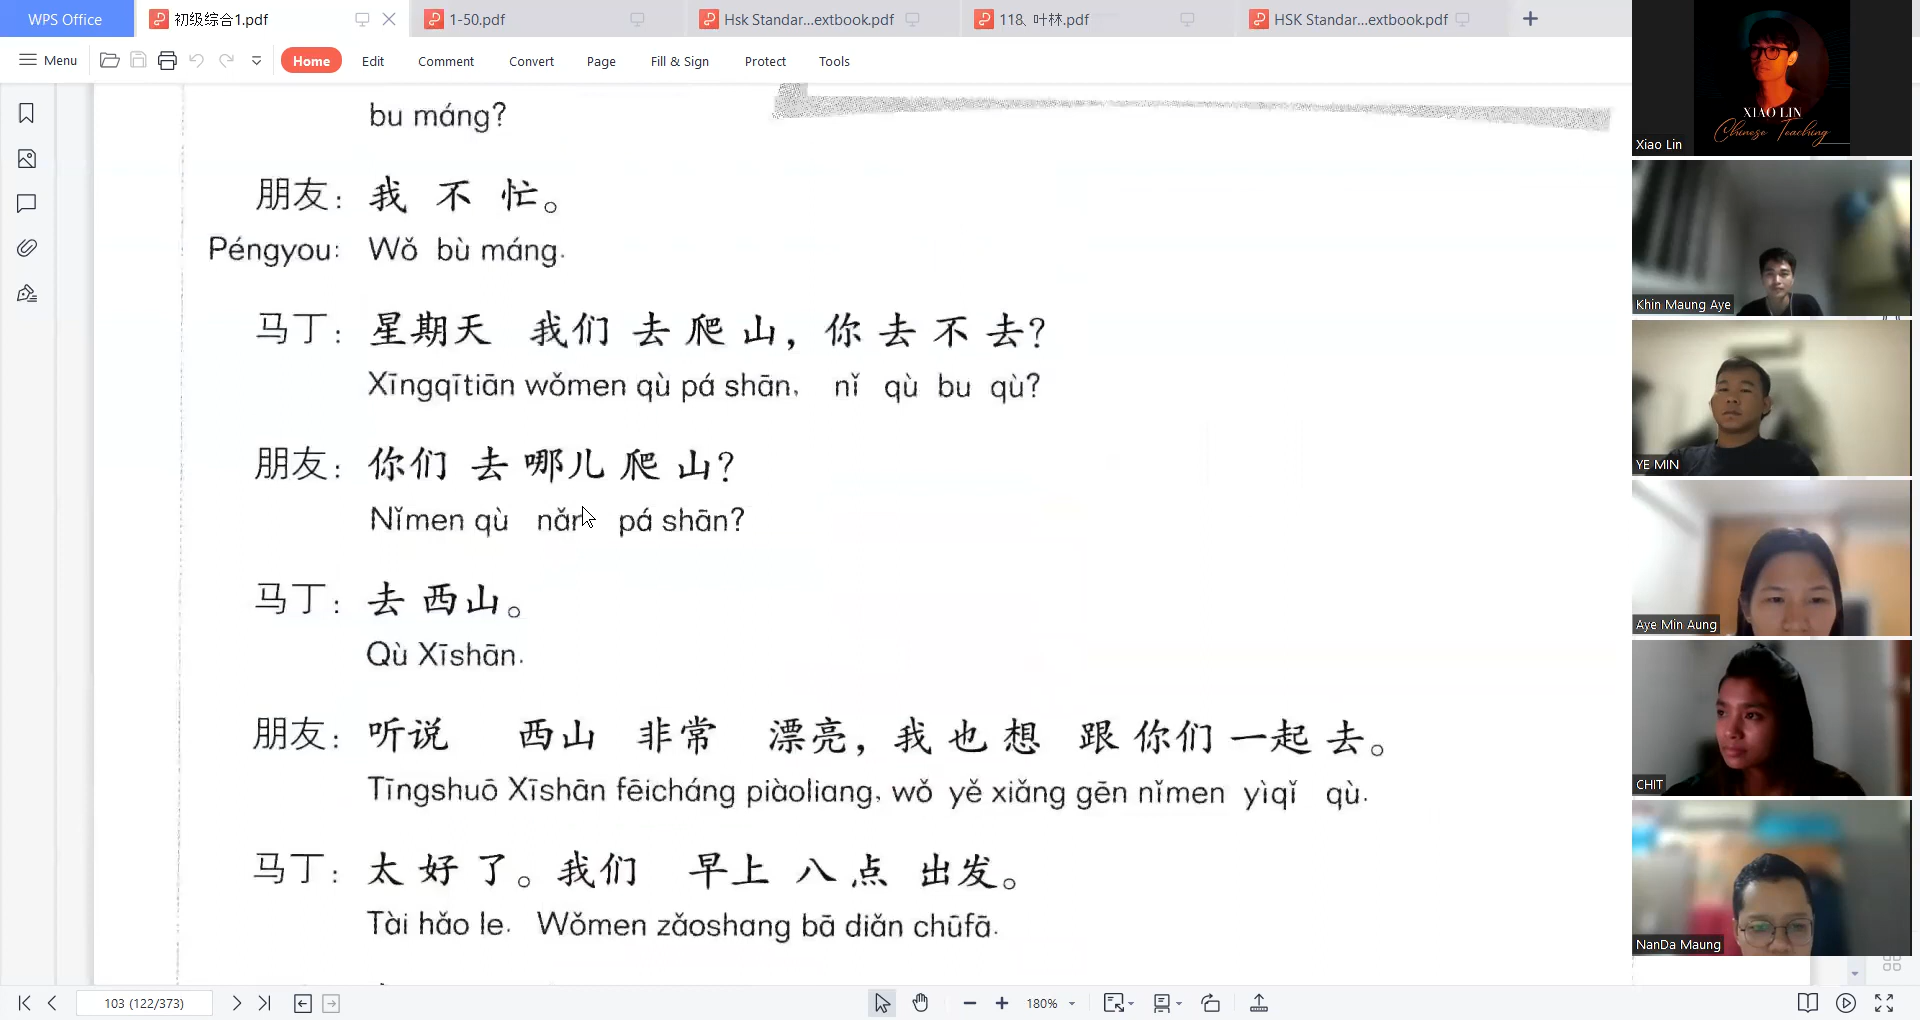 WPS Office
初级综合1.pdf
1-50.pdf
Hsk Standar...extbook.pdf
118、叶林.pdf
HSK Standar...extbook.pdf
Menu
Home
Edit
Comment
Convert
Page
Fill & Sign
Protect
Tools
bu máng?
朋友：我 不 忙。
Péngyou: Wǒ bù máng.
马丁：星期天 我们 去 爬 山，你 去 不 去？
Xīngqītiān wǒmen qù pá shān, nǐ qù bu qù?
朋友：你们 去 哪儿 爬 山？
Nǐmen qù nǎr pá shān?
马丁：去 西山。
Qù Xīshān.
朋友：听说 西山 非常 漂亮，我 也 想 跟 你们 一起 去。
Tīngshuō Xīshān fēicháng piàoliang, wǒ yě xiǎng gēn nǐmen yìqǐ qù.
马丁：太 好 了。我们 早上 八 点 出发。
Tài hǎo le. Wǒmen zǎoshang bā diǎn chūfā.
103 (122/373)
180%
XIAO LIN
Chinese Teaching
Xiao Lin
Khin Maung Aye
YE MIN
Aye Min Aung
CHIT
NanDa Maung